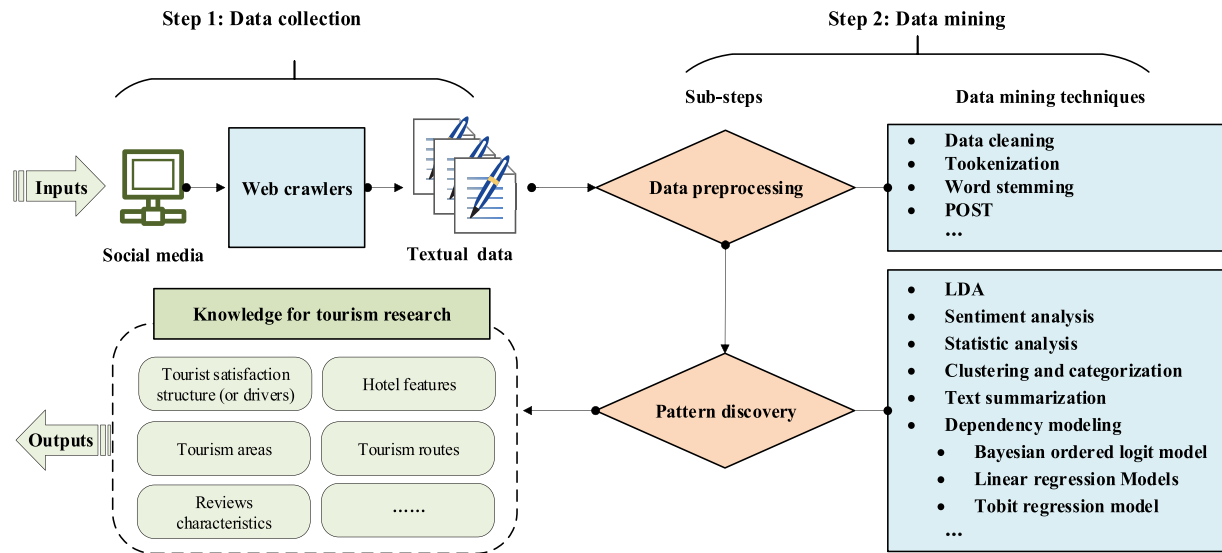 Step 1: Data collection
Step 2: Data mining
Sub-steps
Data mining techniques
Inputs
Social media
Web crawlers
Textual data
Data preprocessing
• Data cleaning
• Tookenization
• Word stemming
• POST
...
Knowledge for tourism research
Tourist satisfaction
structure (or drivers)
Hotel features
Tourism areas
Tourism routes
Reviews
characteristics
......
Outputs
Pattern discovery
• LDA
• Sentiment analysis
• Statistic analysis
• Clustering and categorization
• Text summarization
• Dependency modeling
• Bayesian ordered logit model
• Linear regression Models
• Tobit regression model
...